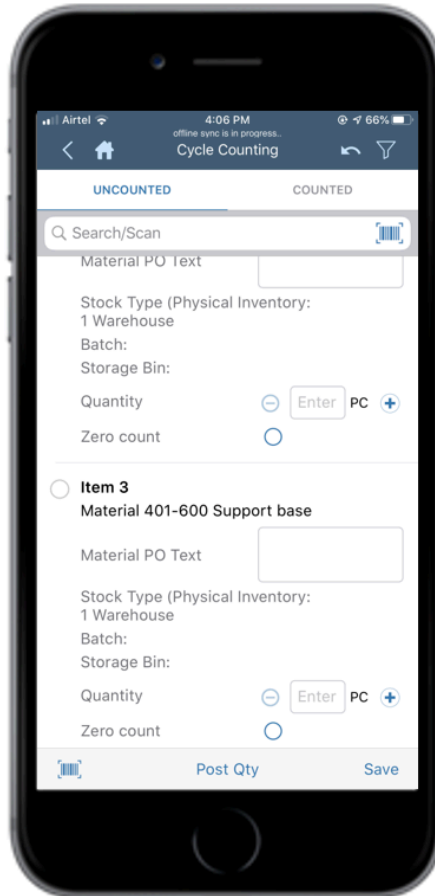 Airtel 4:06 PM 66%
offline sync is in progress..
Cycle Counting
UNCOUNTED COUNTED
Search/Scan
Material PO Text
Stock Type (Physical Inventory:
1 Warehouse
Batch:
Storage Bin:
Quantity Enter PC
Zero count
Item 3
Material 401-600 Support base
Material PO Text
Stock Type (Physical Inventory:
1 Warehouse
Batch:
Storage Bin:
Quantity Enter PC
Zero count
Post Qty Save